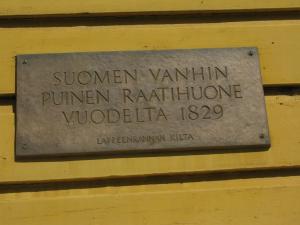 SUOMEN VANHIN
PUINEN RAATIHUONE
VUODELTA 1829
LAPPEENRANNAN KILTA